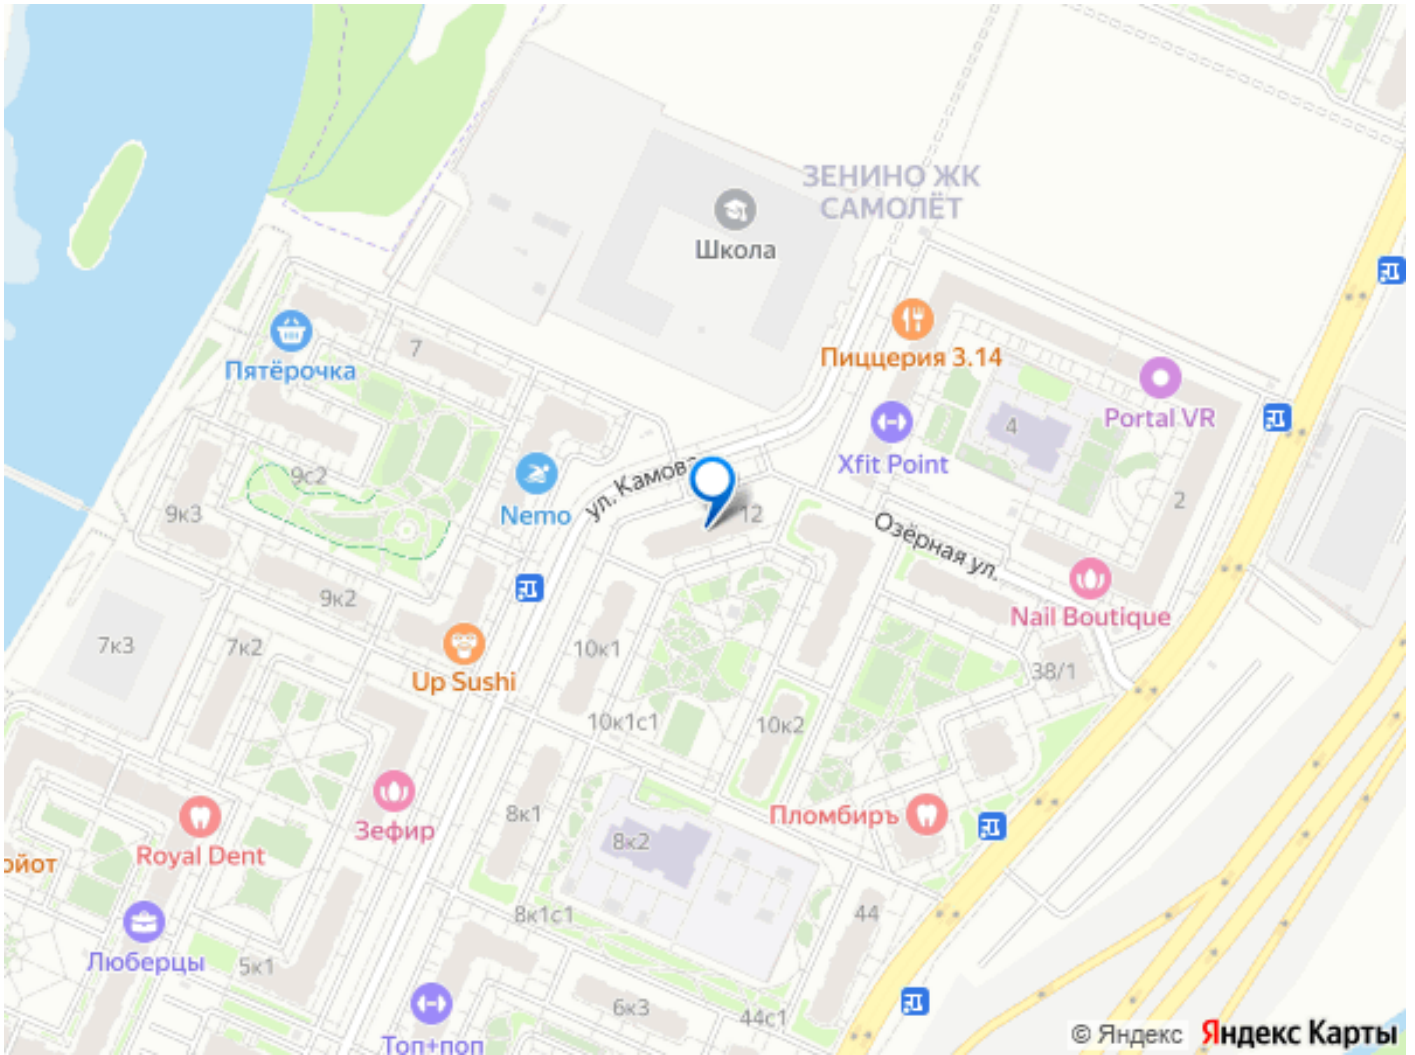 ЗЕНИНО ЖК
САМОЛЁТ
Школа
Пиццерия 3.14
7
Пятёрочка
Portal VR
4
Xfit Point
ул. Камова
9с2
2
9к3
Nemo
12
Озёрная ул.
9к2
Nail Boutique
7к3
7к2
10к1
38/1
Up Sushi
10к1с1
10к2
8к1
Пломбиръ
Зефир
8к2
Royal Dent
ойот
8к1с1
44
Люберцы
5к1
6к3
44с1
Топ+поп
© Яндекс Яндекс Карты